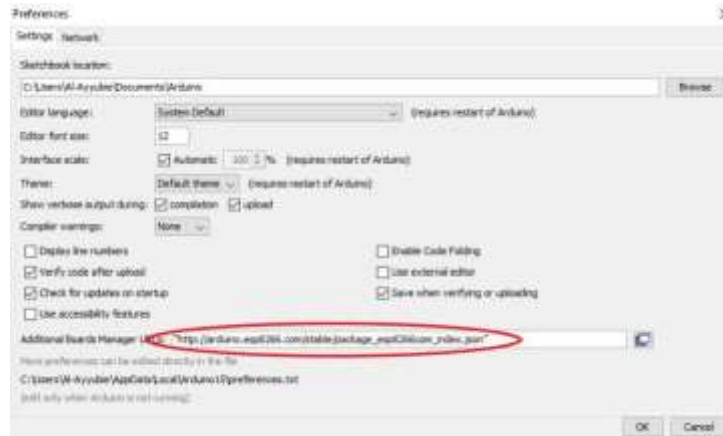 Preferences
Settings Network
Sketchbook location:
C:\Users\Al-Ayyubie\Documents\Arduino Browse
Editor language: System Default (requires restart of Arduino)
Editor font size: 12
Interface scale: Automatic 100 % (requires restart of Arduino)
Theme: Default theme (requires restart of Arduino)
Show verbose output during: compilation upload
Compiler warnings: None
Display line numbers Enable Code Folding
Verify code after upload Use external editor
Check for updates on startup Save when verifying or uploading
Use accessibility features
Additional Boards Manager "http://arduino.esp8266.com/stable/package_esp8266com_index.json"
More preferences can be edited directly in the file
C:\Users\Al-Ayyubie\AppData\Local\Arduino15\preferences.txt
(edit only when Arduino is not running)
OK Cancel